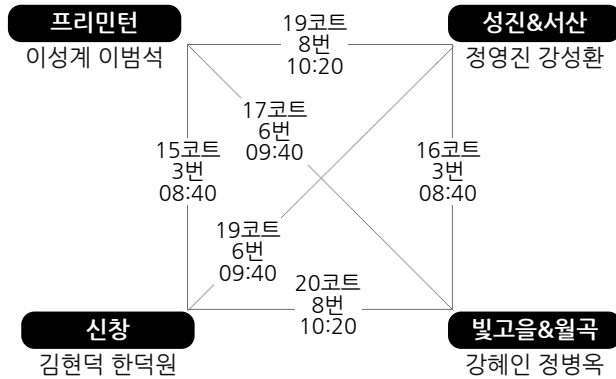 프리민턴
이성계 이범석
19코트
8번
10:20
성진&서산
정영진 강성환
17코트
6번
09:40
15코트
3번
08:40
16코트
3번
08:40
19코트
6번
09:40
20코트
8번
10:20
신창
김현덕 한덕원
빛고을&월곡
강혜인 정병옥